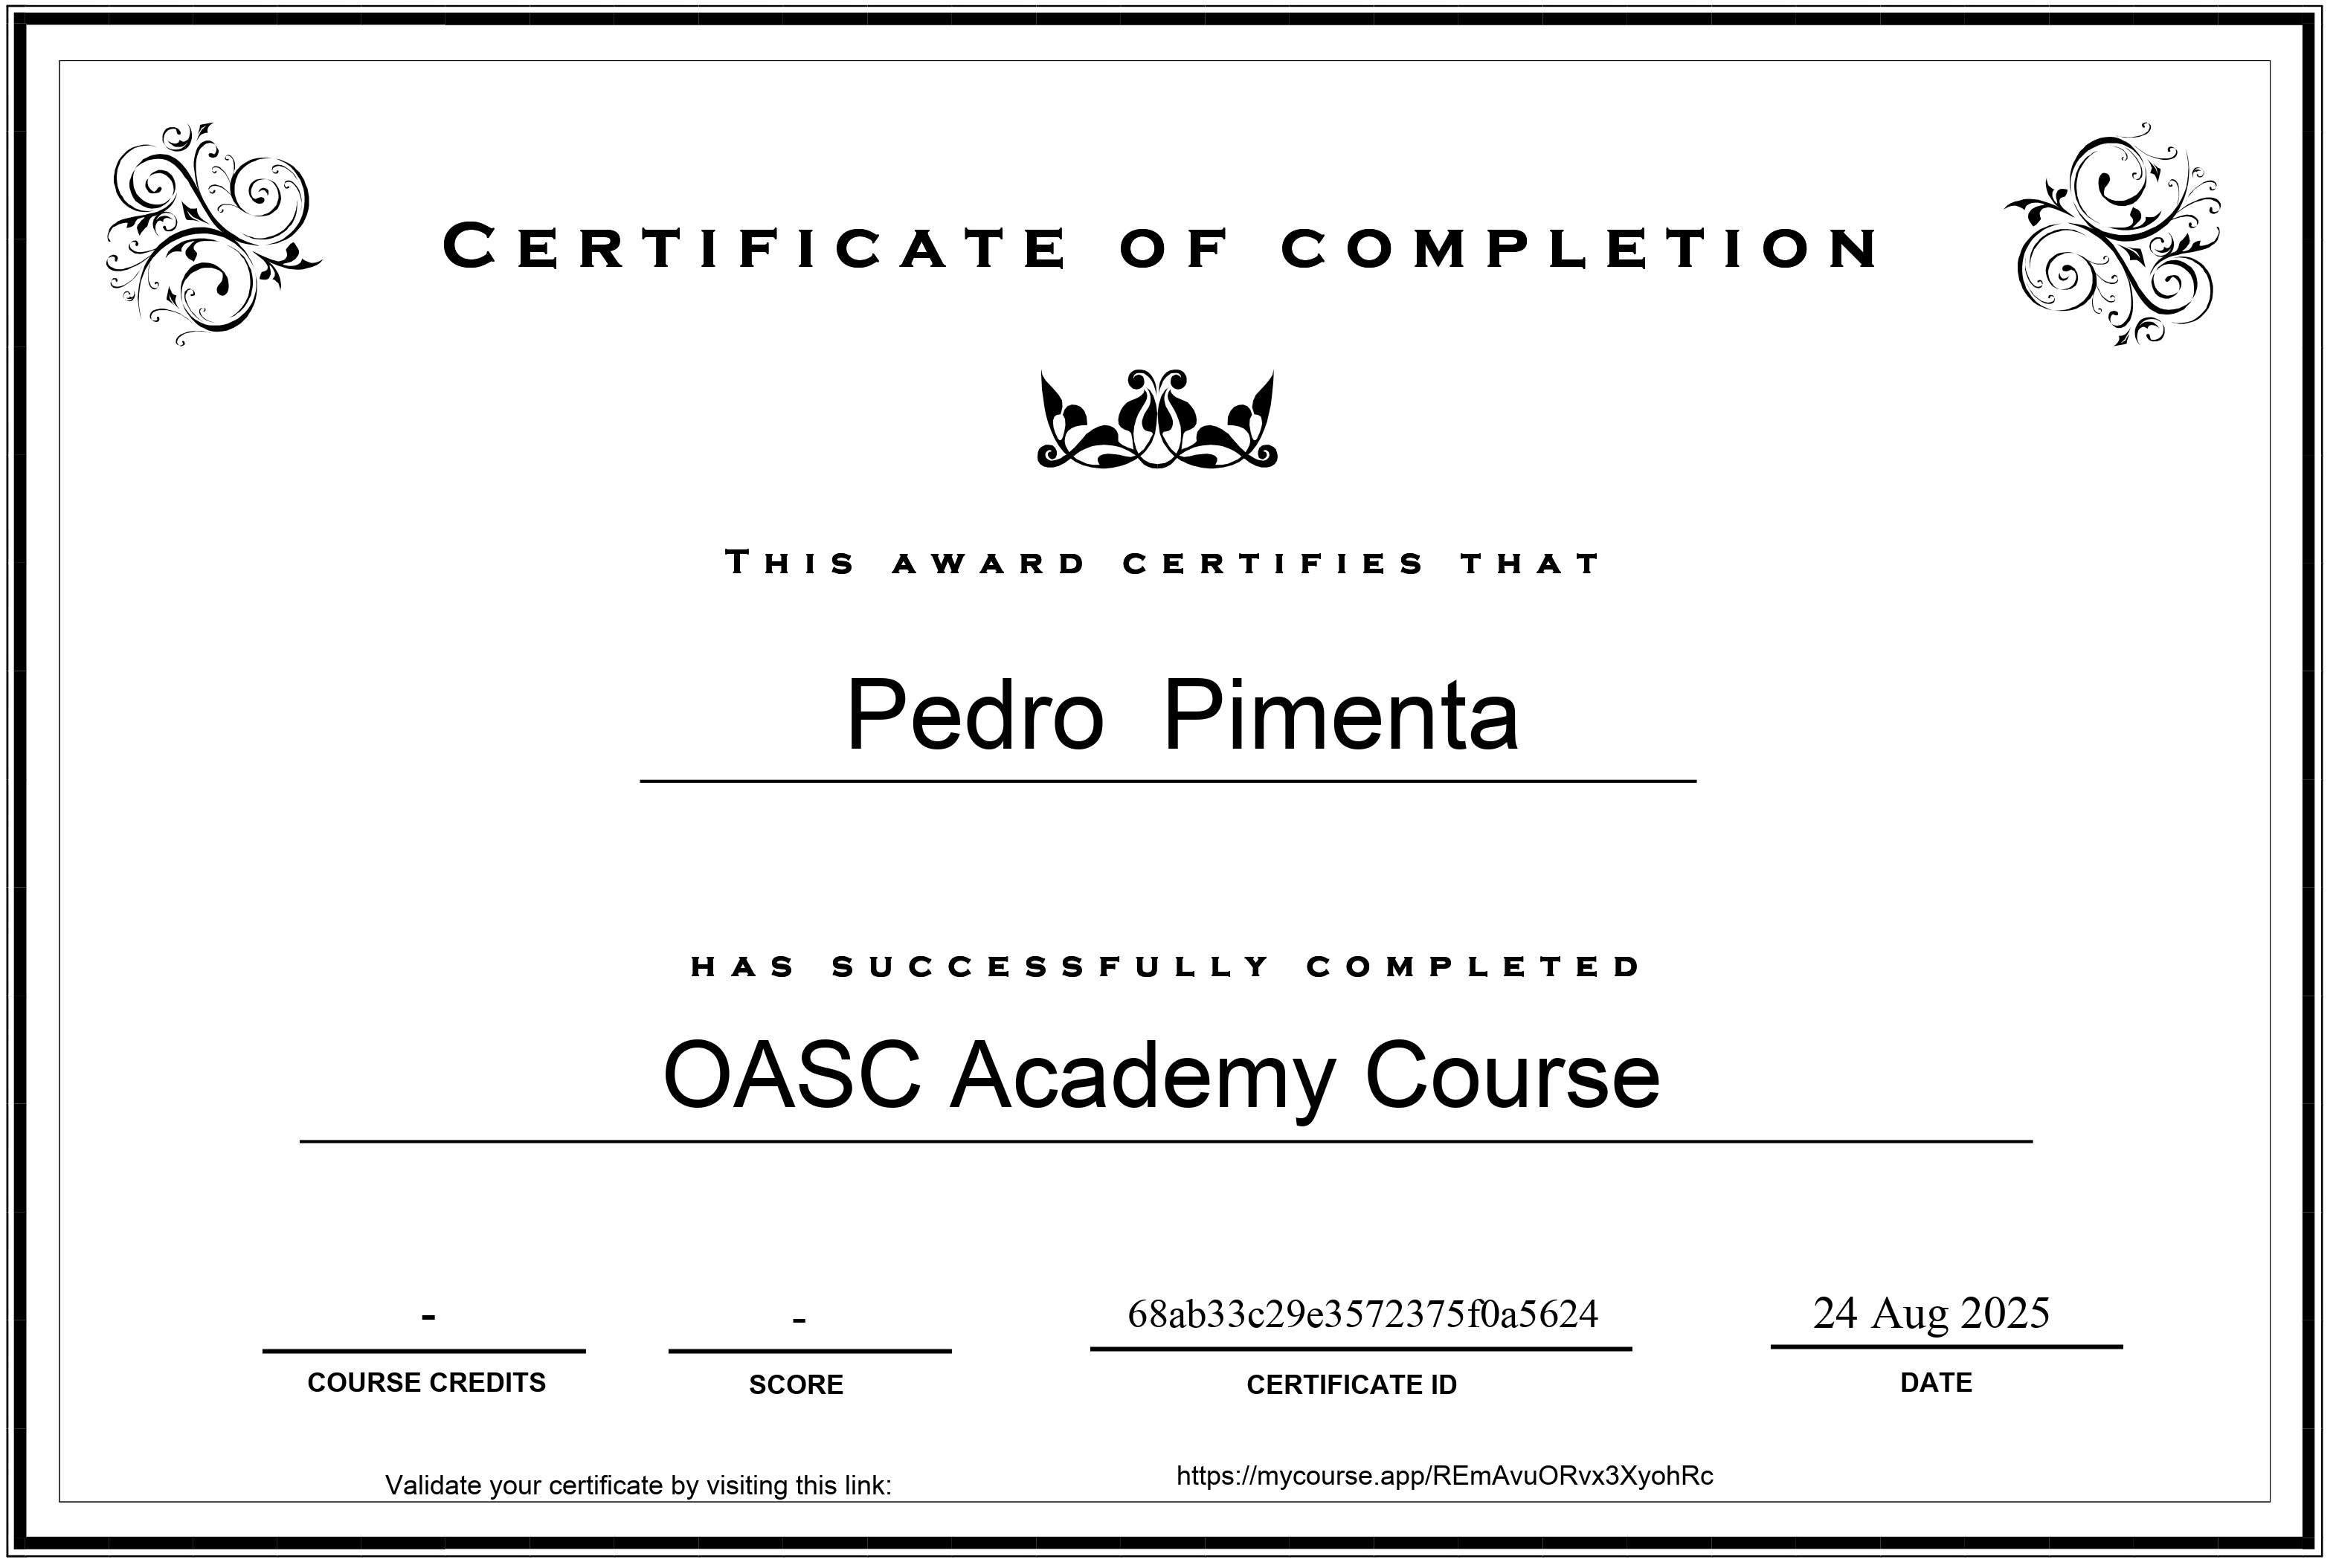 Certificate of completion
This award certifies that
Pedro Pimenta
has successfully completed
OASC Academy Course
- - 68ab33c29e3572375f0a5624 24 Aug 2025
COURSE CREDITS SCORE CERTIFICATE ID DATE
Validate your certificate by visiting this link: https://mycourse.app/REmAvuORvx3XyohRc